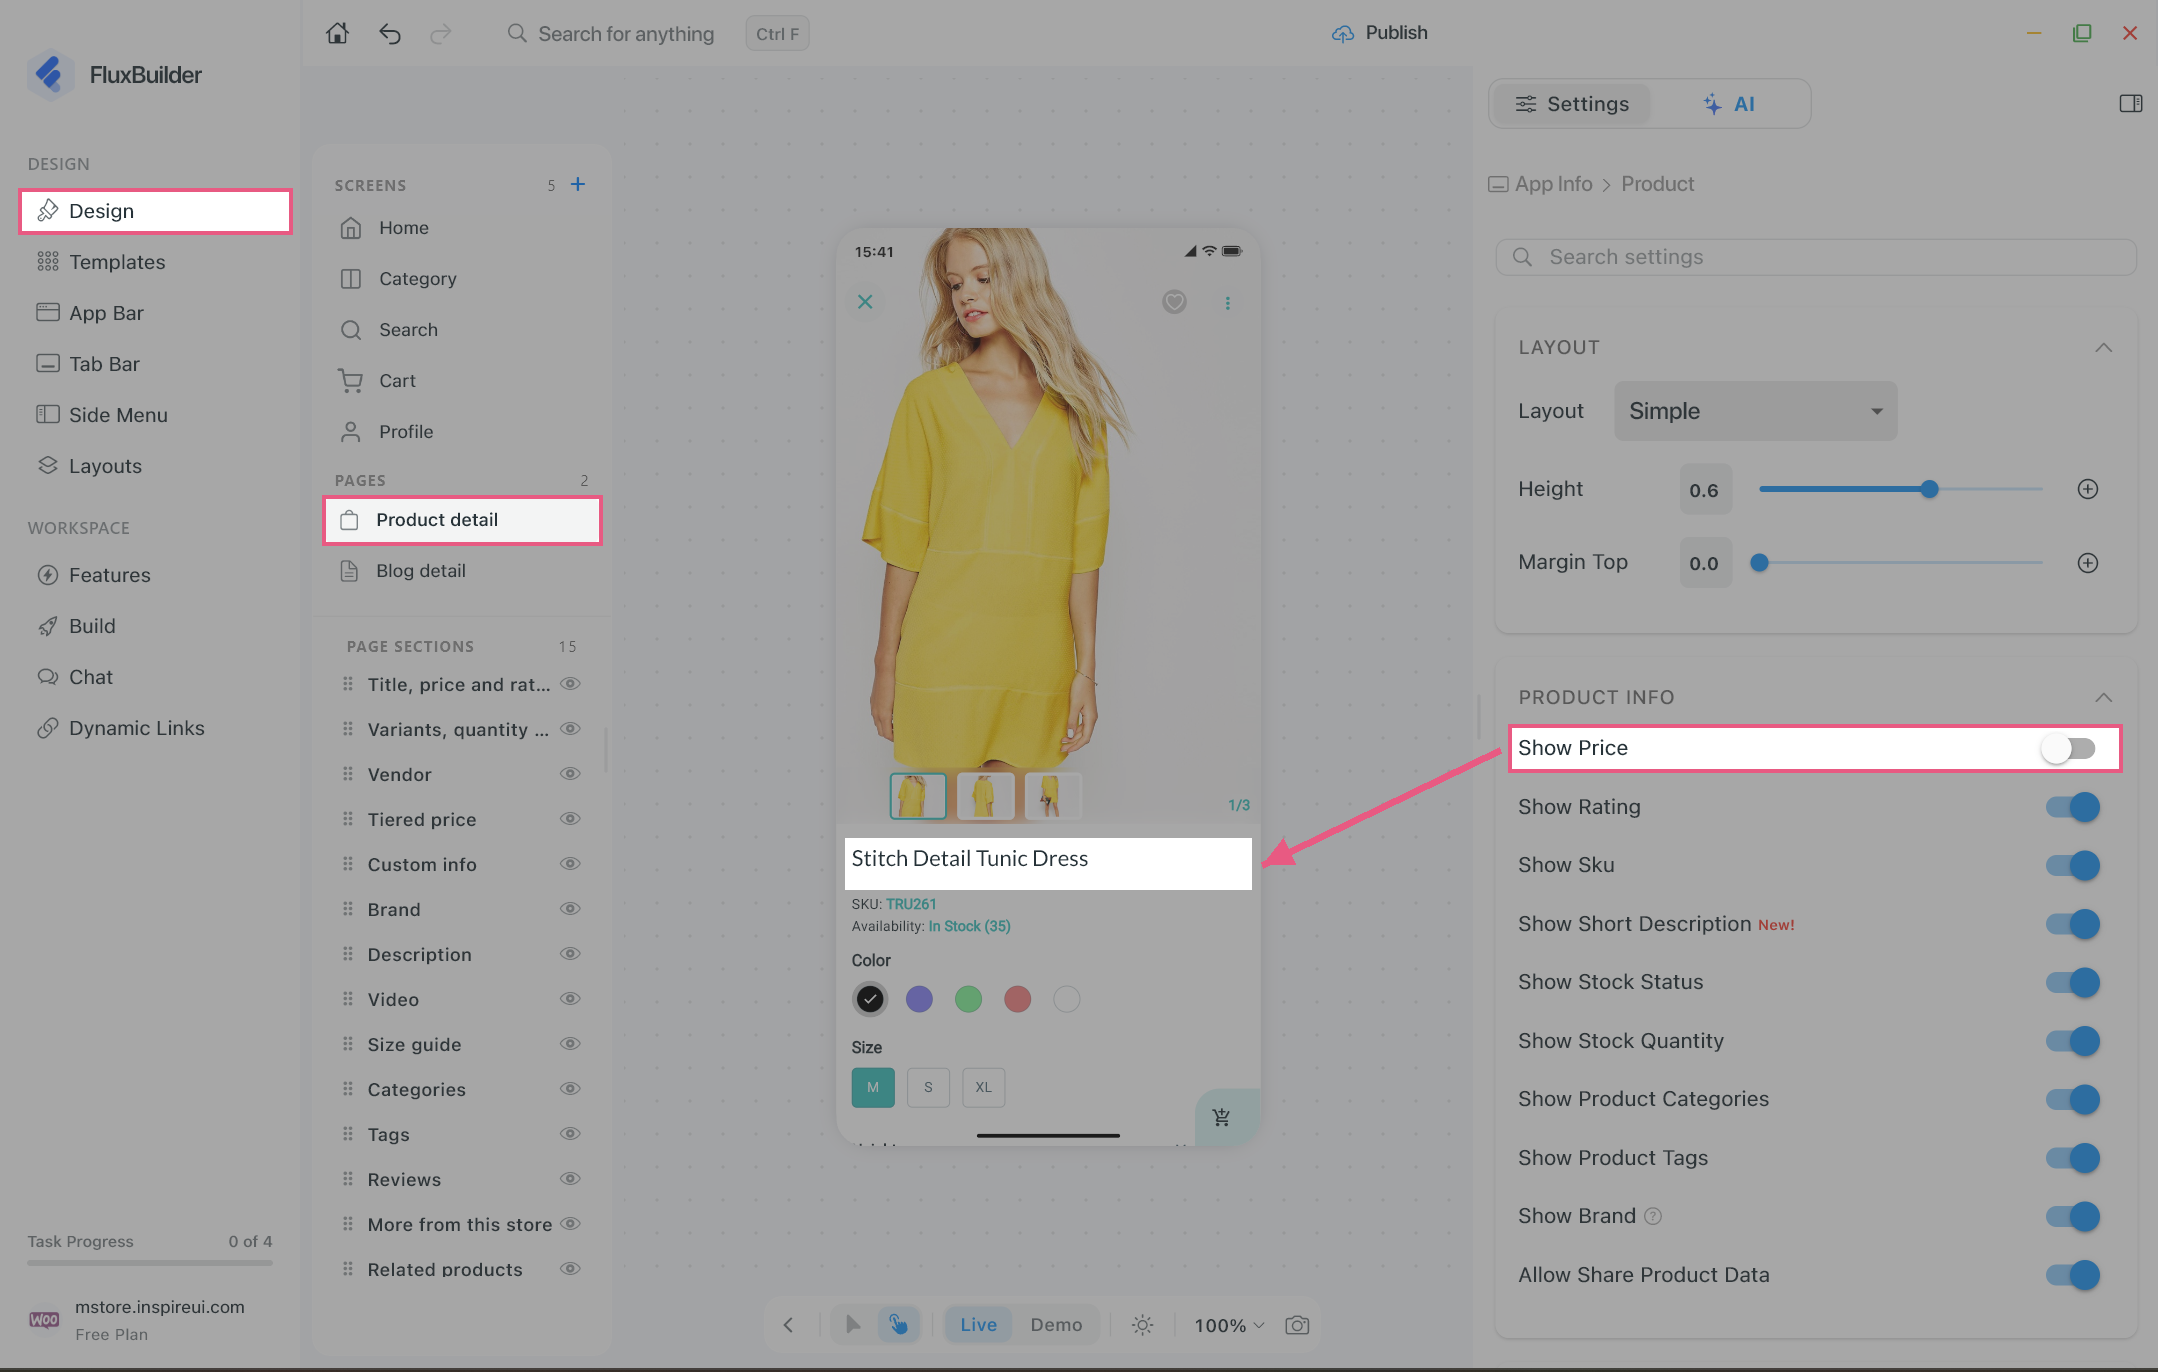 FluxBuilder
DESIGN
Design
Templates
App Bar
Tab Bar
Side Menu
Layouts
WORKSPACE
Features
Build
Chat
Dynamic Links
Task Progress
0 of 4
Woo
mstore.inspireui.com
Free Plan
Search for anything
Ctrl F
Publish
SCREENS
5
Home
Category
Search
Cart
Profile
PAGES
2
Product detail
Blog detail
PAGE SECTIONS
15
Title, price and rat...
Variants, quantity ...
Vendor
Tiered price
Custom info
Brand
Description
Video
Size guide
Categories
Tags
Reviews
More from this store
Related products
15:41
1/3
Stitch Detail Tunic Dress
SKU: TRU261
Availability: In Stock (35)
Color
Size
M
S
XL
Live
Demo
100%
Settings
AI
App Info > Product
Search settings
LAYOUT
Layout
Simple
Height
0.6
Margin Top
0.0
PRODUCT INFO
Show Price
Show Rating
Show Sku
Show Short Description New!
Show Stock Status
Show Stock Quantity
Show Product Categories
Show Product Tags
Show Brand ?
Allow Share Product Data